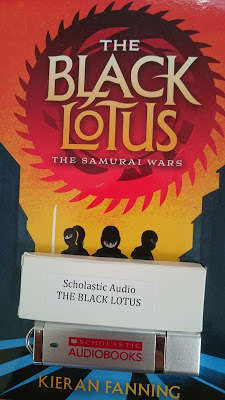 THE
BLACK
LOTUS
THE SAMURAI WARS
Scholastic Audio
THE BLACK LOTUS
SCHOLASTIC
AUDIOBOOKS
KIERAN FANNING